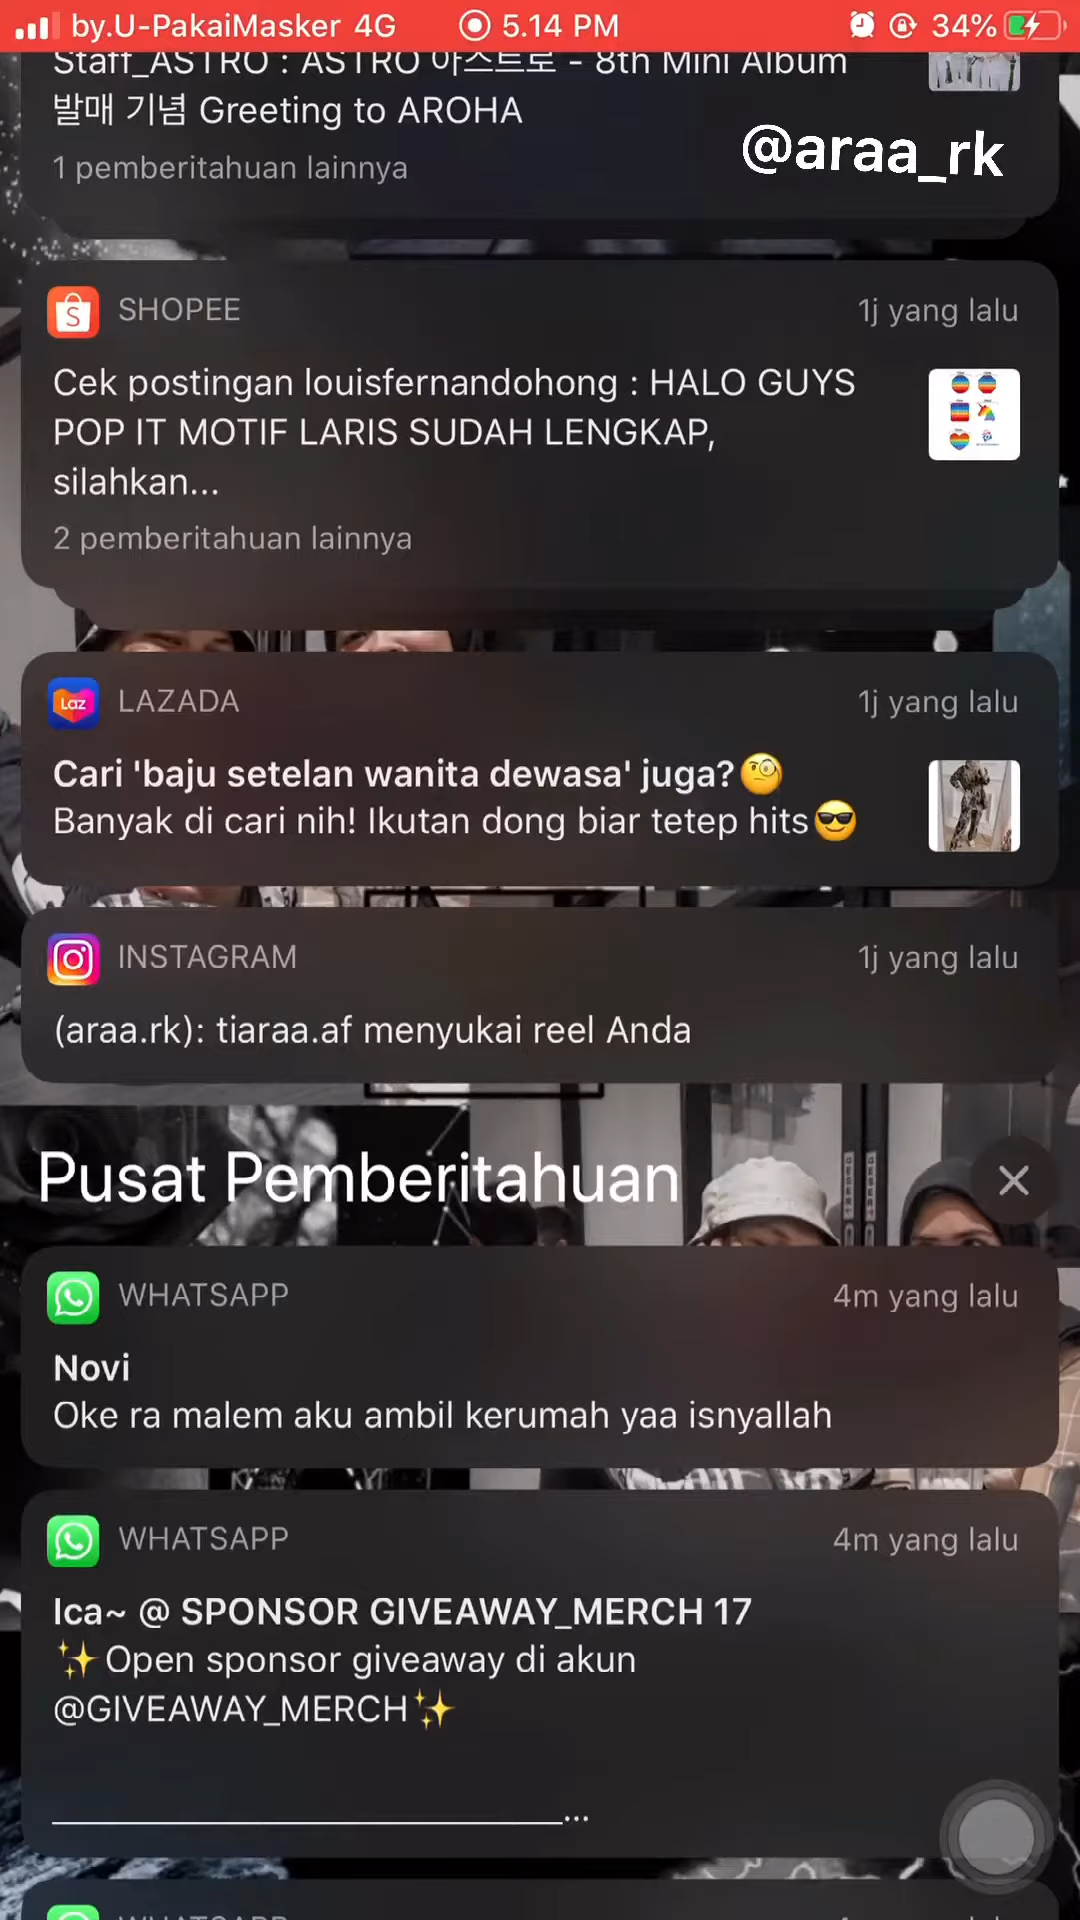 by.U-PakaiMasker 4G 5.14 PM 34%
Staff_ASTRO : ASTRO 아스트로 - 8th Mini Album
발매 기념 Greeting to AROHA
1 pemberitahuan lainnya
@araa_rk
SHOPEE 1j yang lalu
Cek postingan louisfernandohong : HALO GUYS
POP IT MOTIF LARIS SUDAH LENGKAP,
silahkan...
2 pemberitahuan lainnya
Laz
LAZADA 1j yang lalu
Cari 'baju setelan wanita dewasa' juga?🧐
Banyak di cari nih! Ikutan dong biar tetep hits😎
INSTAGRAM 1j yang lalu
(araa.rk): tiaraa.af menyukai reel Anda
Pusat Pemberitahuan
WHATSAPP 4m yang lalu
Novi
Oke ra malem aku ambil kerumah yaa isnyallah
WHATSAPP 4m yang lalu
Ica~ @ SPONSOR GIVEAWAY_MERCH 17
✨Open sponsor giveaway di akun
@GIVEAWAY_MERCH✨
____________________________...
WHATSAPP